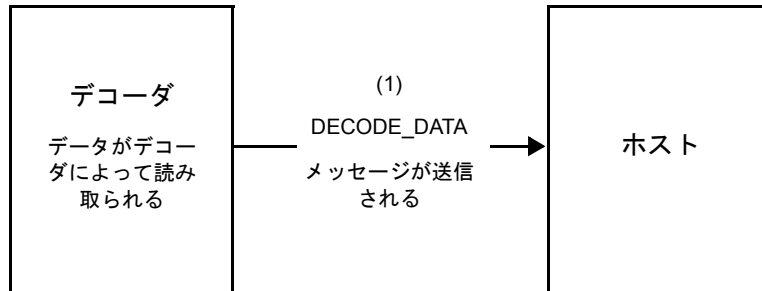 デコーダ
データがデコー
ダによって読み
取られる
(1)
DECODE_DATA
メッセージが送信
される
ホスト